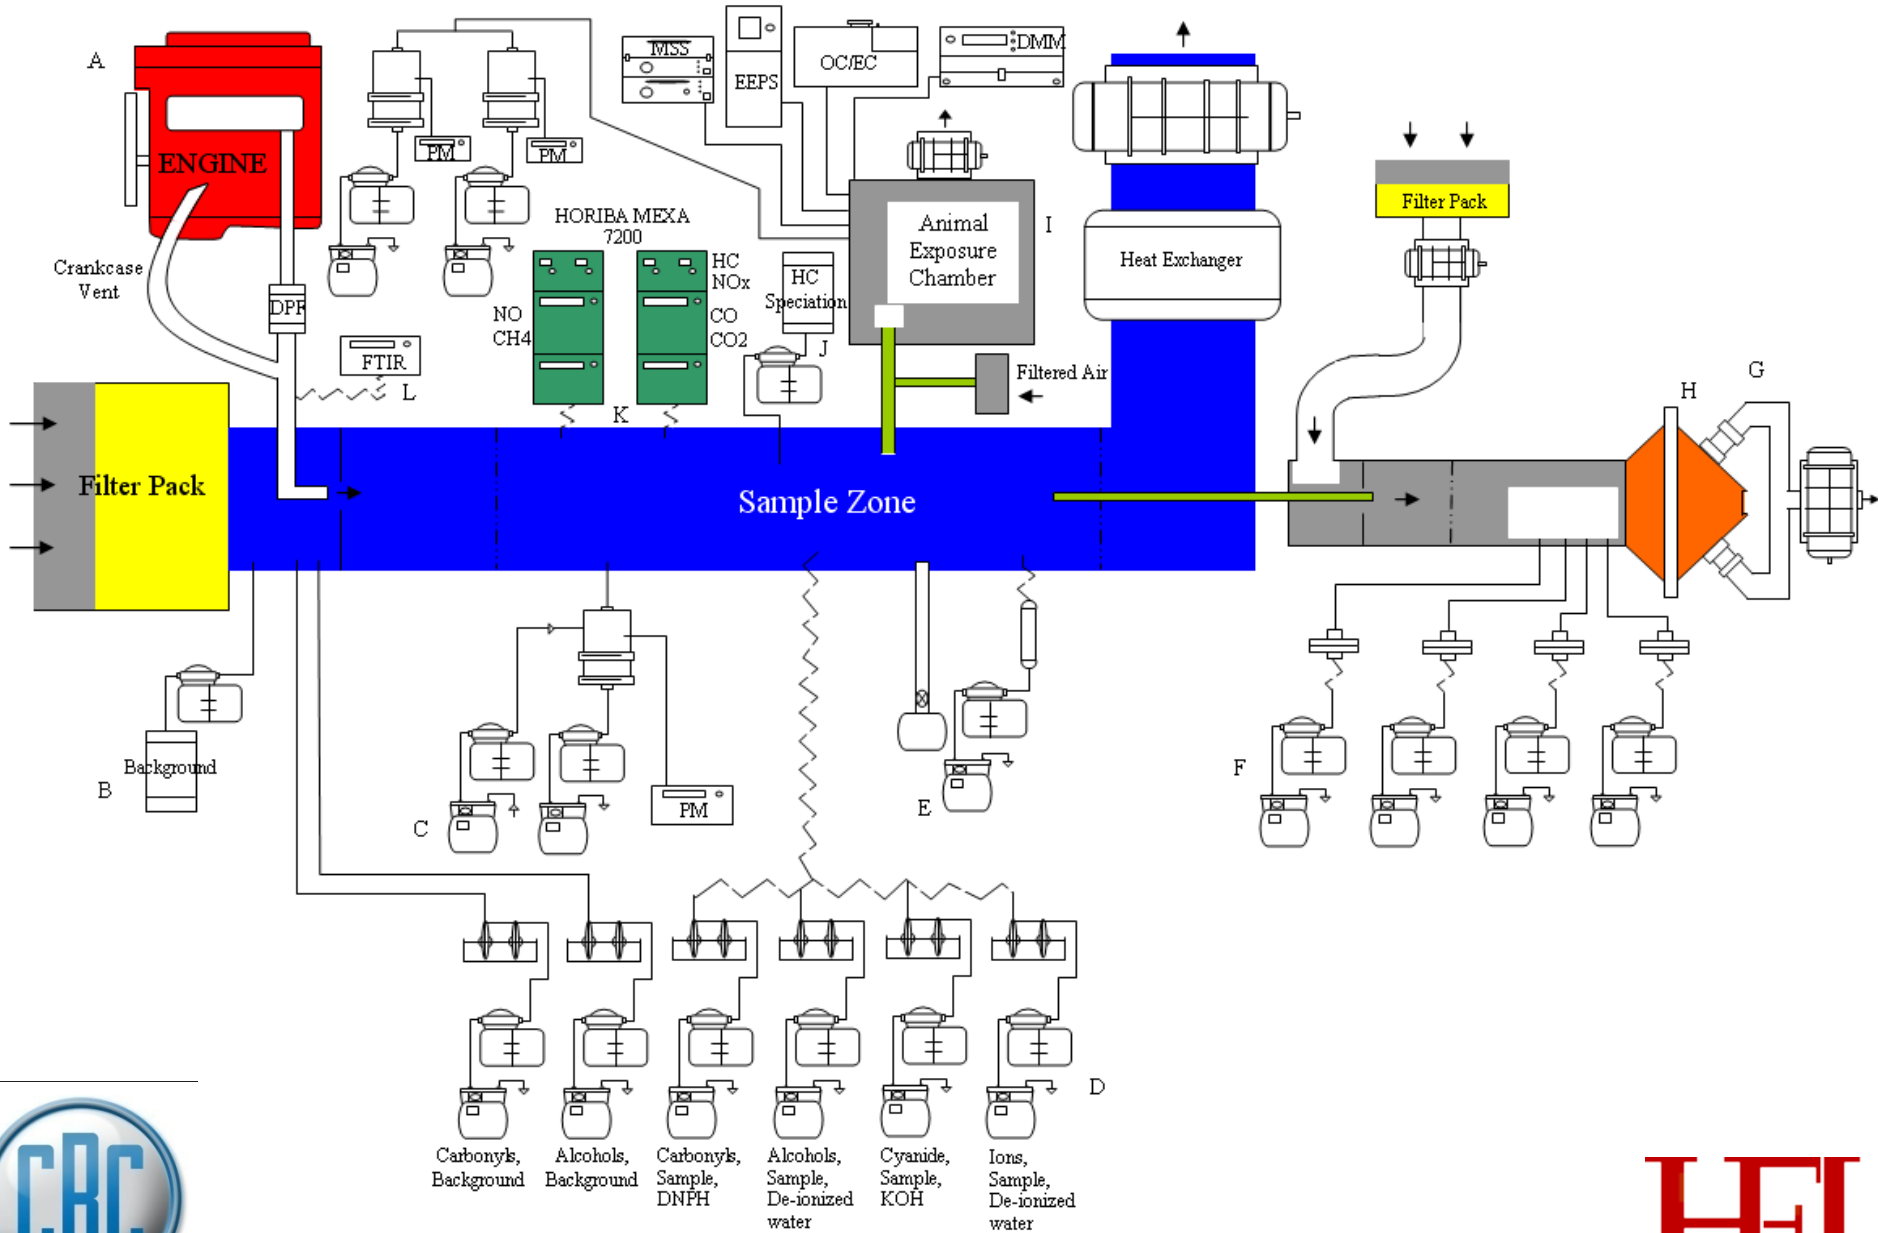 A
ENGINE
Crankcase
Vent
DPF
PM
PM
MSS
EEPS
OC/EC
DMM
HORIBA MEXA
7200
NO
CH4
HC
NOx
CO
CO2
K
HC
Speciation
J
FTIR
L
Animal
Exposure
Chamber
I
Filtered Air
Heat Exchanger
Filter Pack
G
H
Filter Pack
Sample Zone
Background
B
C
PM
E
F
D
Carbonyls,
Background
Alcohols,
Background
Carbonyls,
Sample,
DNPH
Alcohols,
Sample,
De-ionized
water
Cyanide,
Sample,
KOH
Ions,
Sample,
De-ionized
water
CRC
HEI